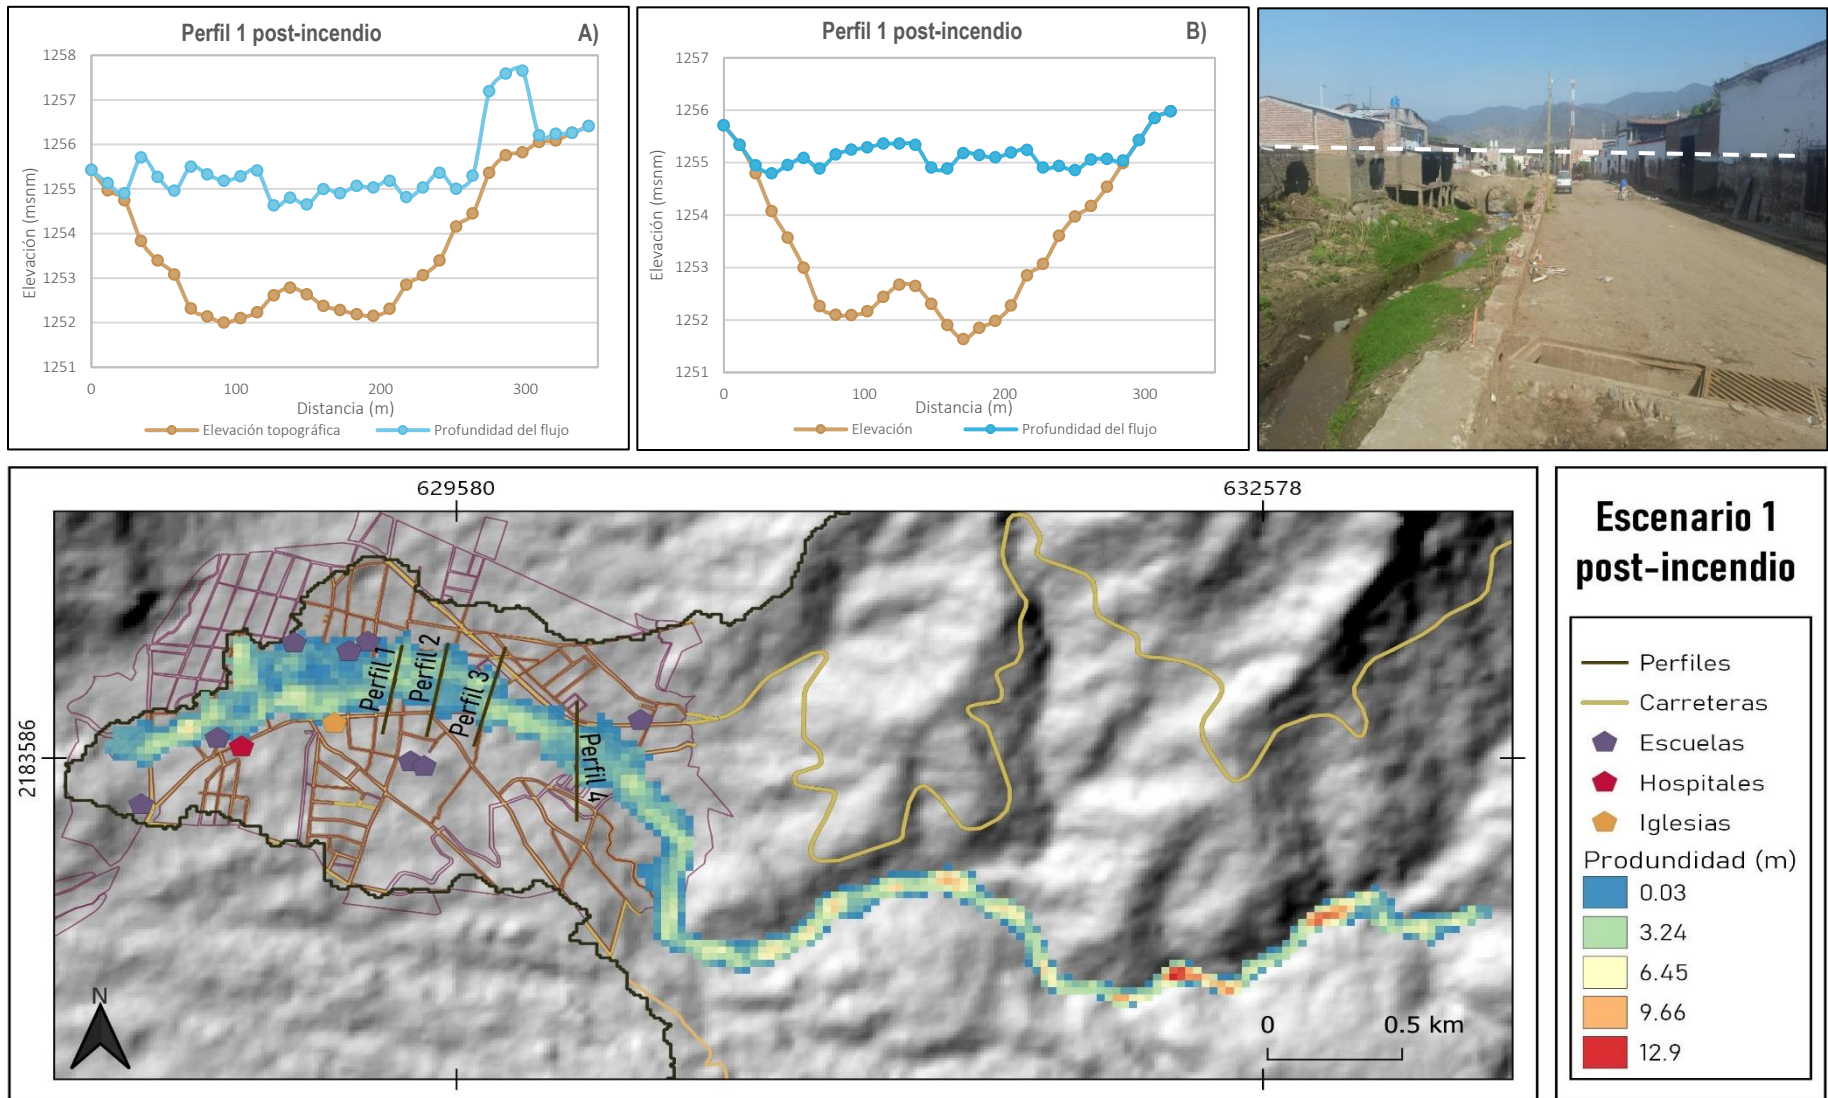 Perfil 1 post-incendio
A)
1258
1257
1256
1255
1254
1253
1252
1251
Elevación (msnm)
0
100
200
300
Distancia (m)
Elevación topográfica
Profundidad del flujo
Perfil 1 post-incendio
B)
1257
1256
1255
1254
1253
1252
1251
Elevación (msnm)
0
100
200
300
Distancia (m)
Elevación
Profundidad del flujo
629580
632578
2183586
Perfil 1
Perfil 2
Perfil 3
Perfil 4
N
0
0.5 km
Escenario 1
post-incendio
Perfiles
Carreteras
Escuelas
Hospitales
Iglesias
Produndidad (m)
0.03
3.24
6.45
9.66
12.9